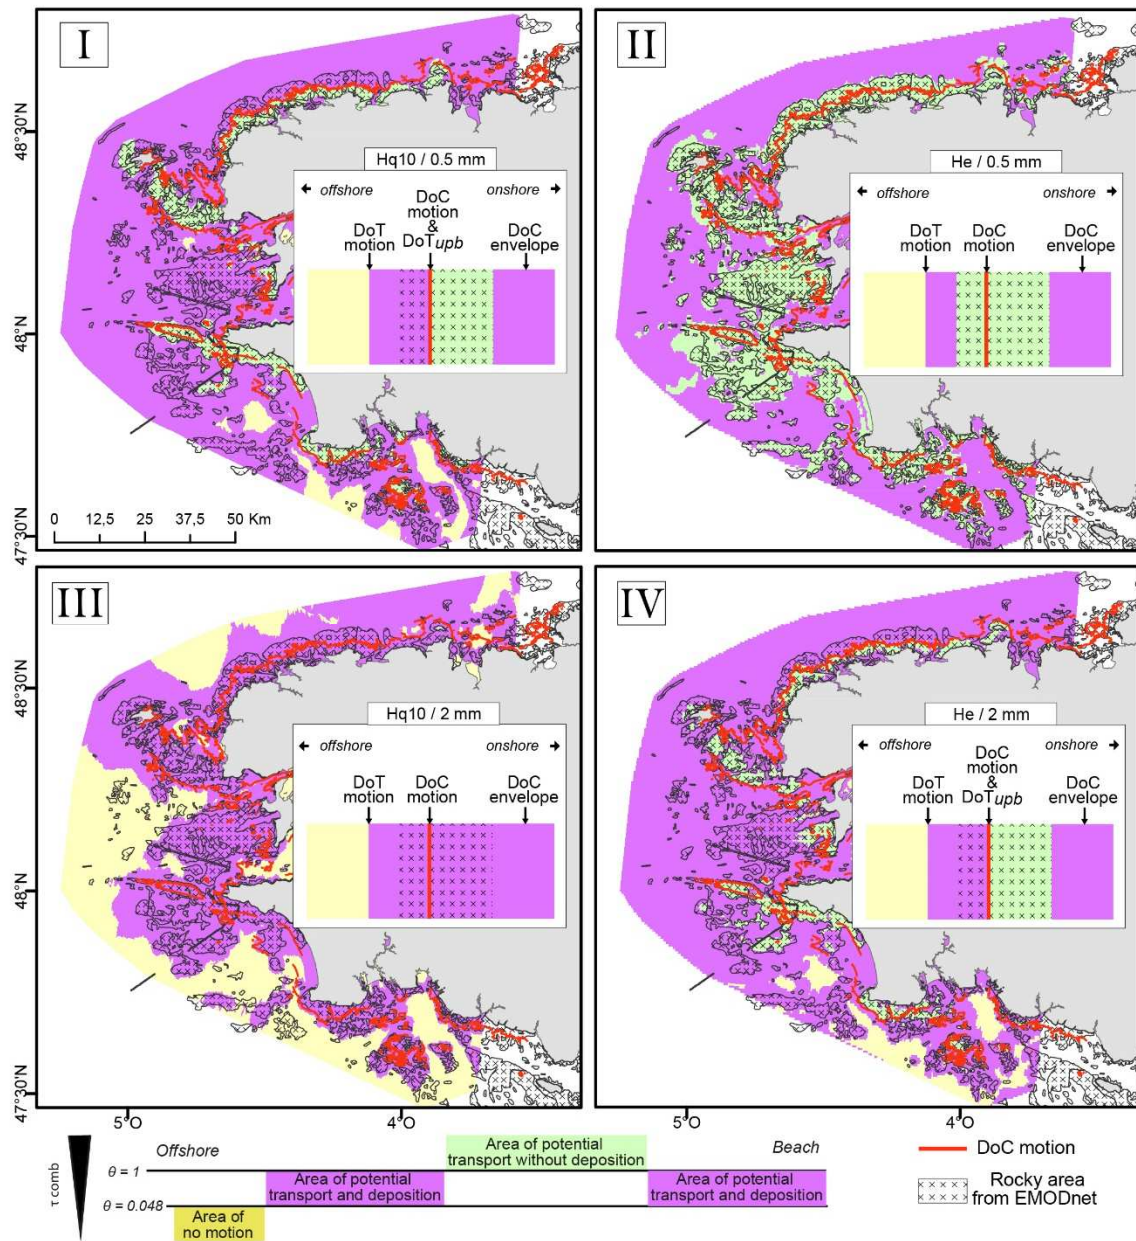 I
48°30'N
48°N
47°30'N
Hq10 / 0.5 mm
offshore
onshore
DoT
motion
DoC
motion
&
DoTupb
DoC
envelope
0 12,5 25 37,5 50 Km
II
He / 0.5 mm
offshore
onshore
DoT
motion
DoC
motion
DoC
envelope
III
48°30'N
48°N
47°30'N
Hq10 / 2 mm
offshore
onshore
DoT
motion
DoC
motion
DoC
envelope
5°O
4°O
IV
He / 2 mm
offshore
onshore
DoT
motion
DoC
motion
&
DoTupb
DoC
envelope
5°O
4°O
τ comb
Offshore
Beach
θ = 1
θ = 0.048
Area of potential
transport without deposition
Area of potential
transport and deposition
Area of potential
transport and deposition
Area of
no motion
DoC motion
Rocky area
from EMODnet